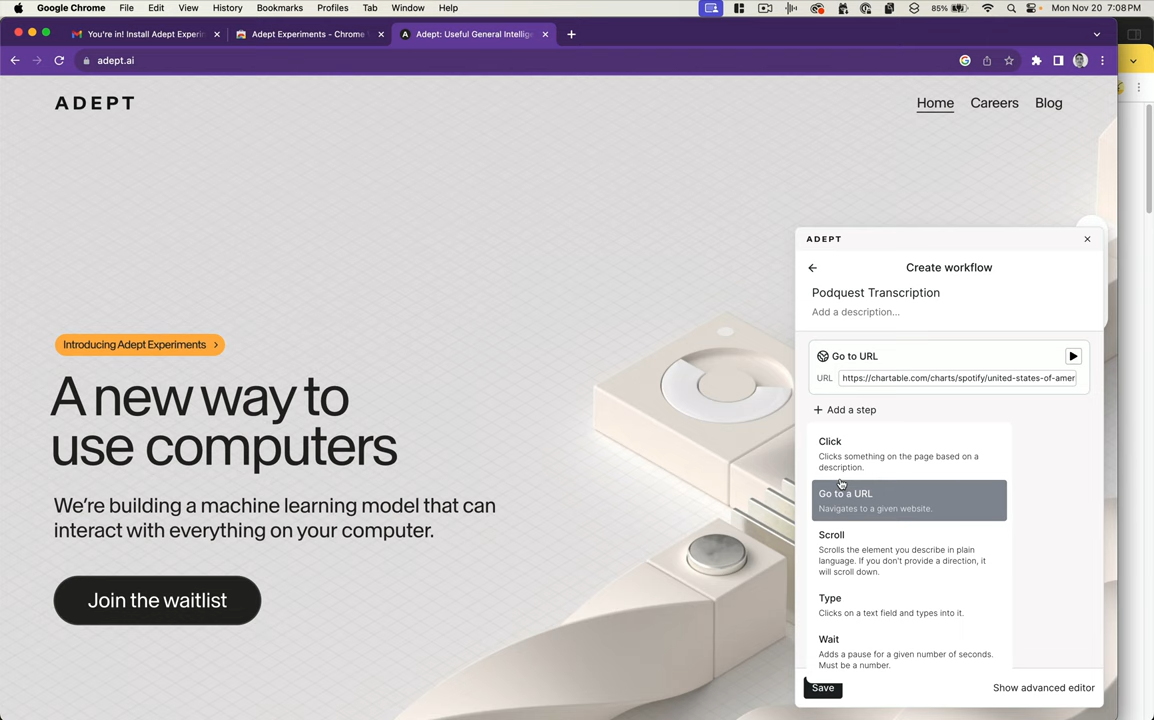 Google Chrome File Edit View History Bookmarks Profiles Tab Window Help 85% Mon Nov 20 7:08 PM
You're in! Install Adept Experim Adept Experiments - Chrome Adept: Useful General Intellige
adept.ai
ADEPT
Home Careers Blog
Introducing Adept Experiments
A new way to
use computers
We're building a machine learning model that can
interact with everything on your computer.
Join the waitlist
ADEPT
Create workflow
Podquest Transcription
Add a description...
Go to URL
URL https://chartable.com/charts/spotify/united-states-of-amer
+ Add a step
Click
Clicks something on the page based on a
description.
Go to a URL
Navigates to a given website.
Scroll
Scrolls the element you describe in plain
language. If you don't provide a direction, it
will scroll down.
Type
Clicks on a text field and types into it.
Wait
Adds a pause for a given number of seconds.
Must be a number.
Save
Show advanced editor